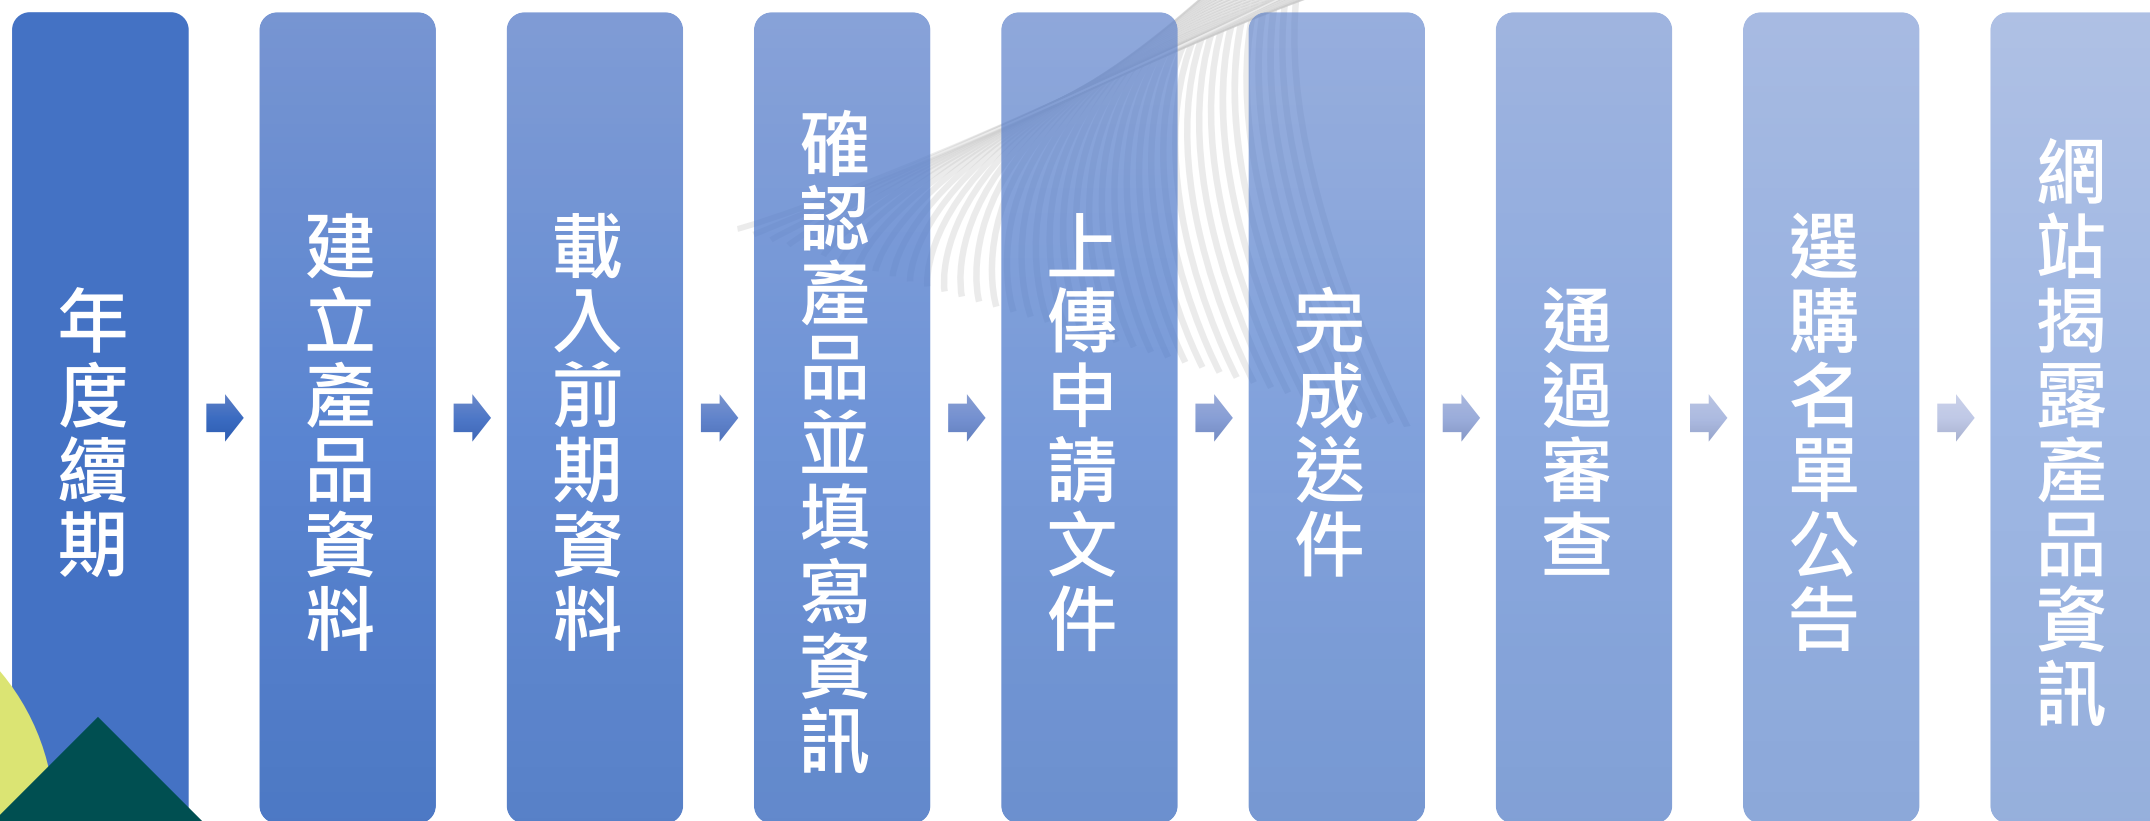 年度續期
建立產品資料
載入前期資料
確認產品並填寫資訊
上傳申請文件
完成送件
通過審查
選購名單公告
網站揭露產品資訊